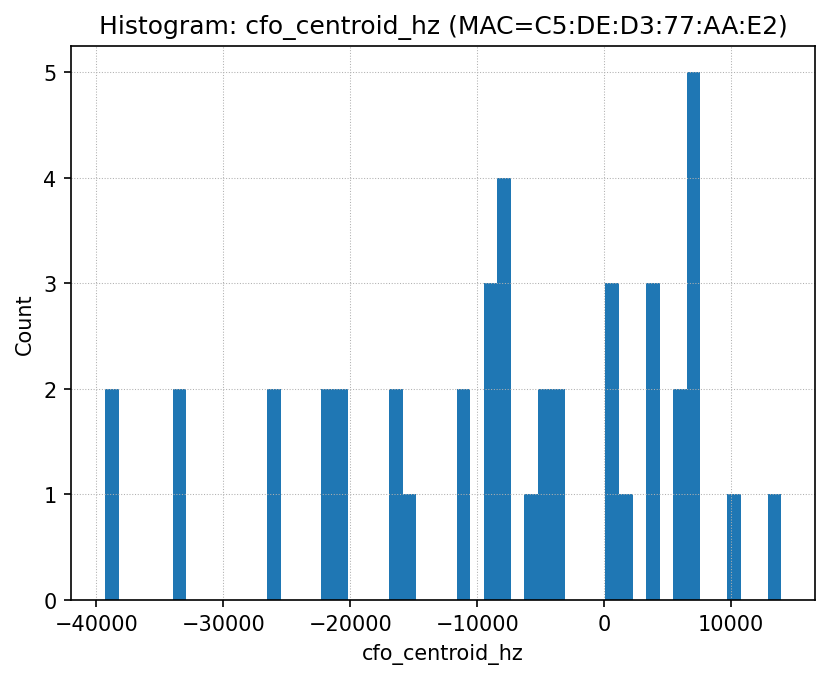 Histogram: cfo_centroid_hz (MAC=C5:DE:D3:77:AA:E2)
5
4
3
2
1
0
Count
−40000 −30000 −20000 −10000 0 10000
cfo_centroid_hz